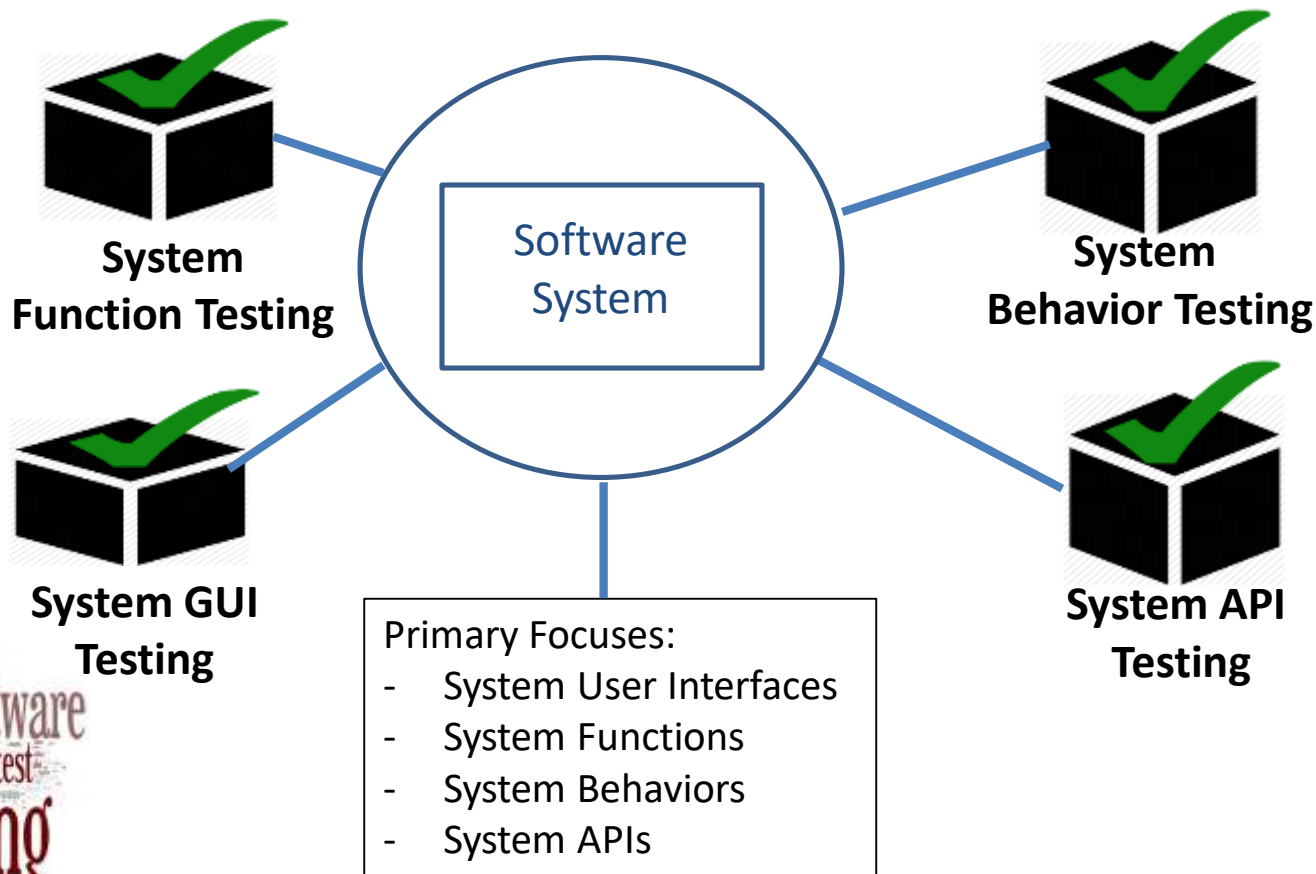 System
Function Testing
Software
System
System
Behavior Testing
System GUI
Testing
System API
Testing
Primary Focuses:
- System User Interfaces
- System Functions
- System Behaviors
- System APIs
test